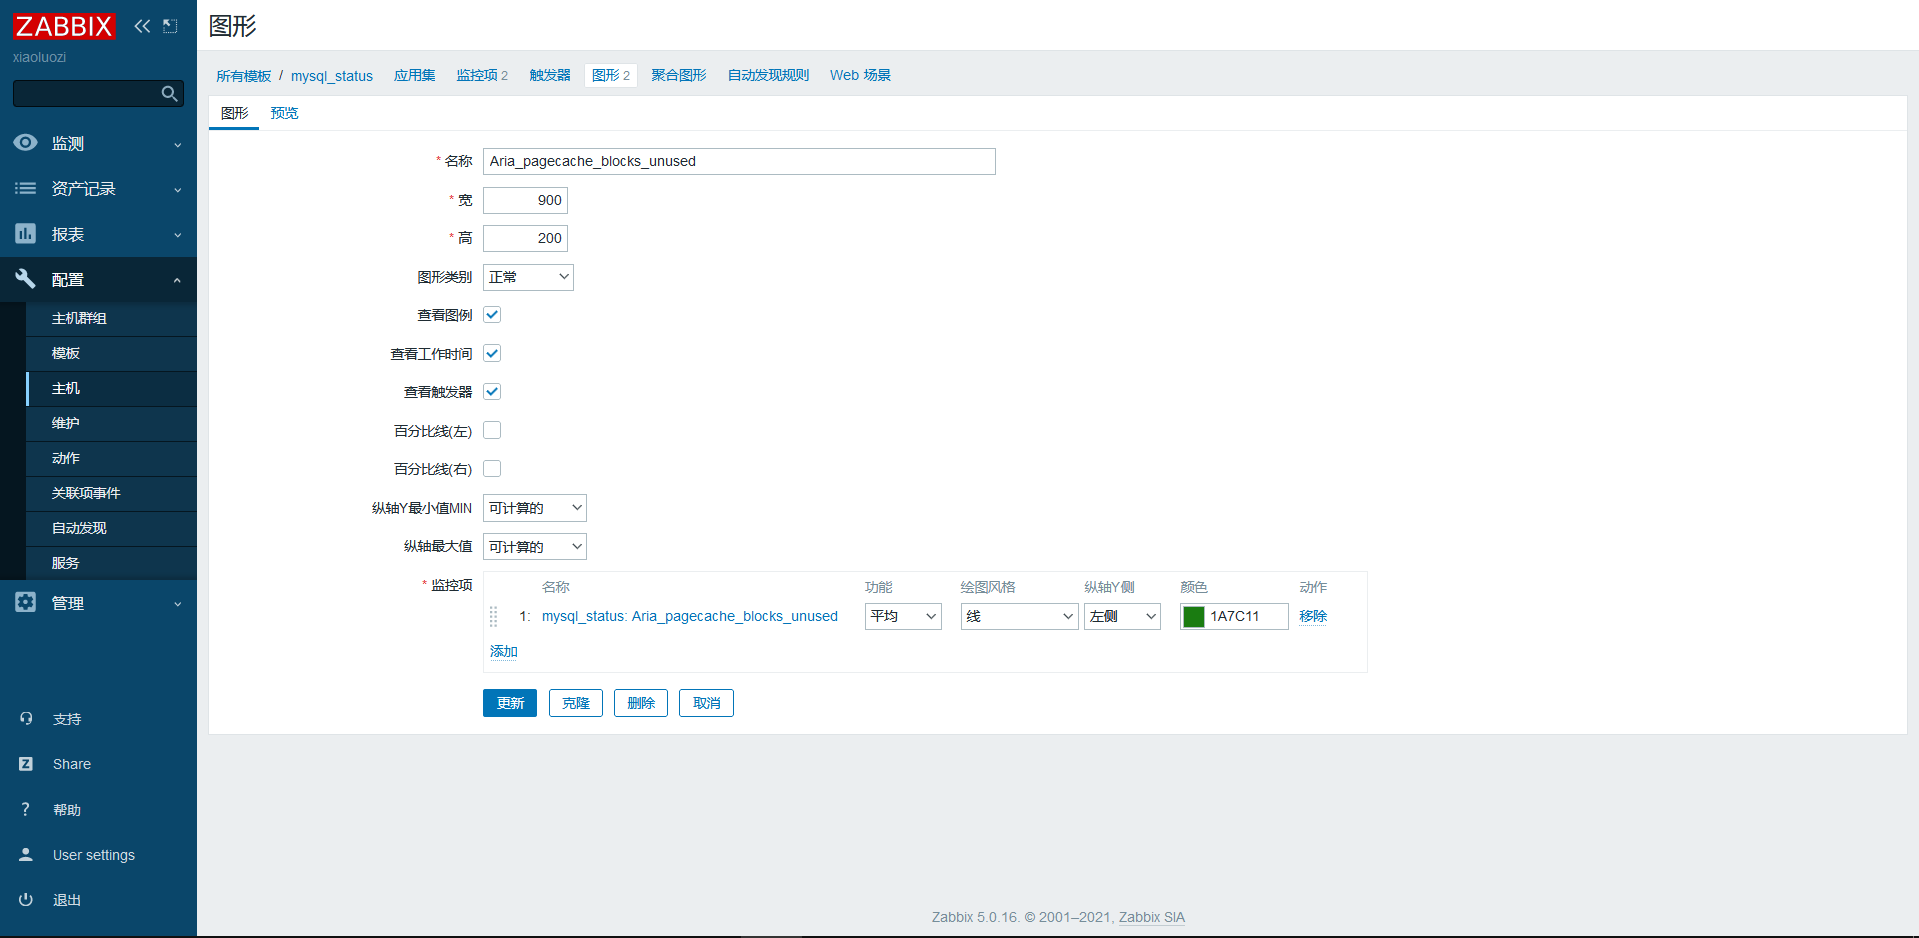 ZABBIX
xiaoluozi
监测
资产记录
报表
配置
主机群组
模板
主机
维护
动作
关联项事件
自动发现
服务
管理
支持
Share
帮助
User settings
退出
图形
所有模板 / mysql_status 应用集 监控项 2 触发器 图形 2 聚合图形 自动发现规则 Web 场景
图形 预览
* 名称 Aria_pagecache_blocks_unused
* 宽 900
* 高 200
图形类别 正常
查看图例
查看工作时间
查看触发器
百分比线(左)
百分比线(右)
纵轴Y最小值MIN 可计算的
纵轴最大值 可计算的
* 监控项 名称 功能 绘图风格 纵轴Y侧 颜色 动作
1: mysql_status: Aria_pagecache_blocks_unused 平均 线 左侧 1A7C11 移除
添加
更新 克隆 删除 取消
Zabbix 5.0.16. © 2001–2021, Zabbix SIA